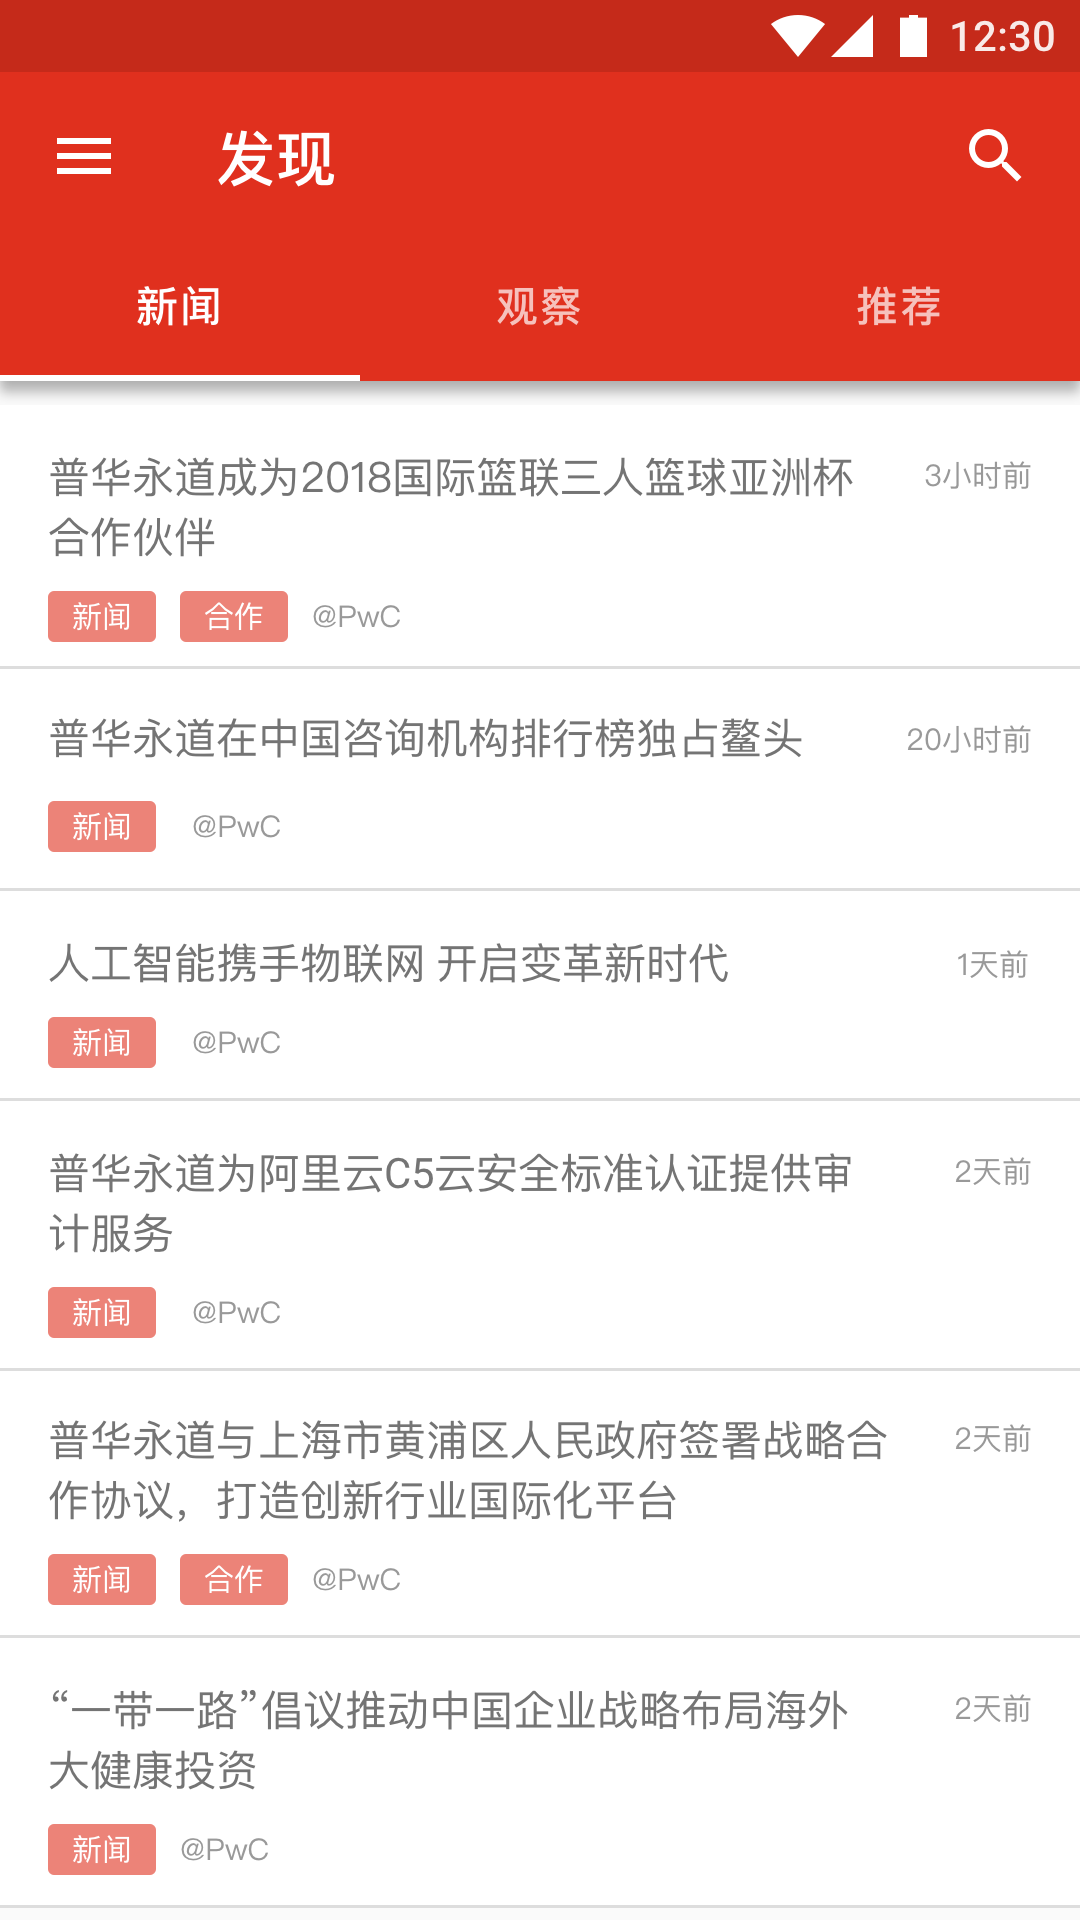 12:30
发现
新闻 观察 推荐
普华永道成为2018国际篮联三人篮球亚洲杯 3小时前
合作伙伴
新闻 合作 @PwC
普华永道在中国咨询机构排行榜独占鳌头 20小时前
新闻 @PwC
人工智能携手物联网 开启变革新时代 1天前
新闻 @PwC
普华永道为阿里云C5云安全标准认证提供审 2天前
计服务
新闻 @PwC
普华永道与上海市黄浦区人民政府签署战略合 2天前
作协议，打造创新行业国际化平台
新闻 合作 @PwC
“一带一路”倡议推动中国企业战略布局海外 2天前
大健康投资
新闻 @PwC